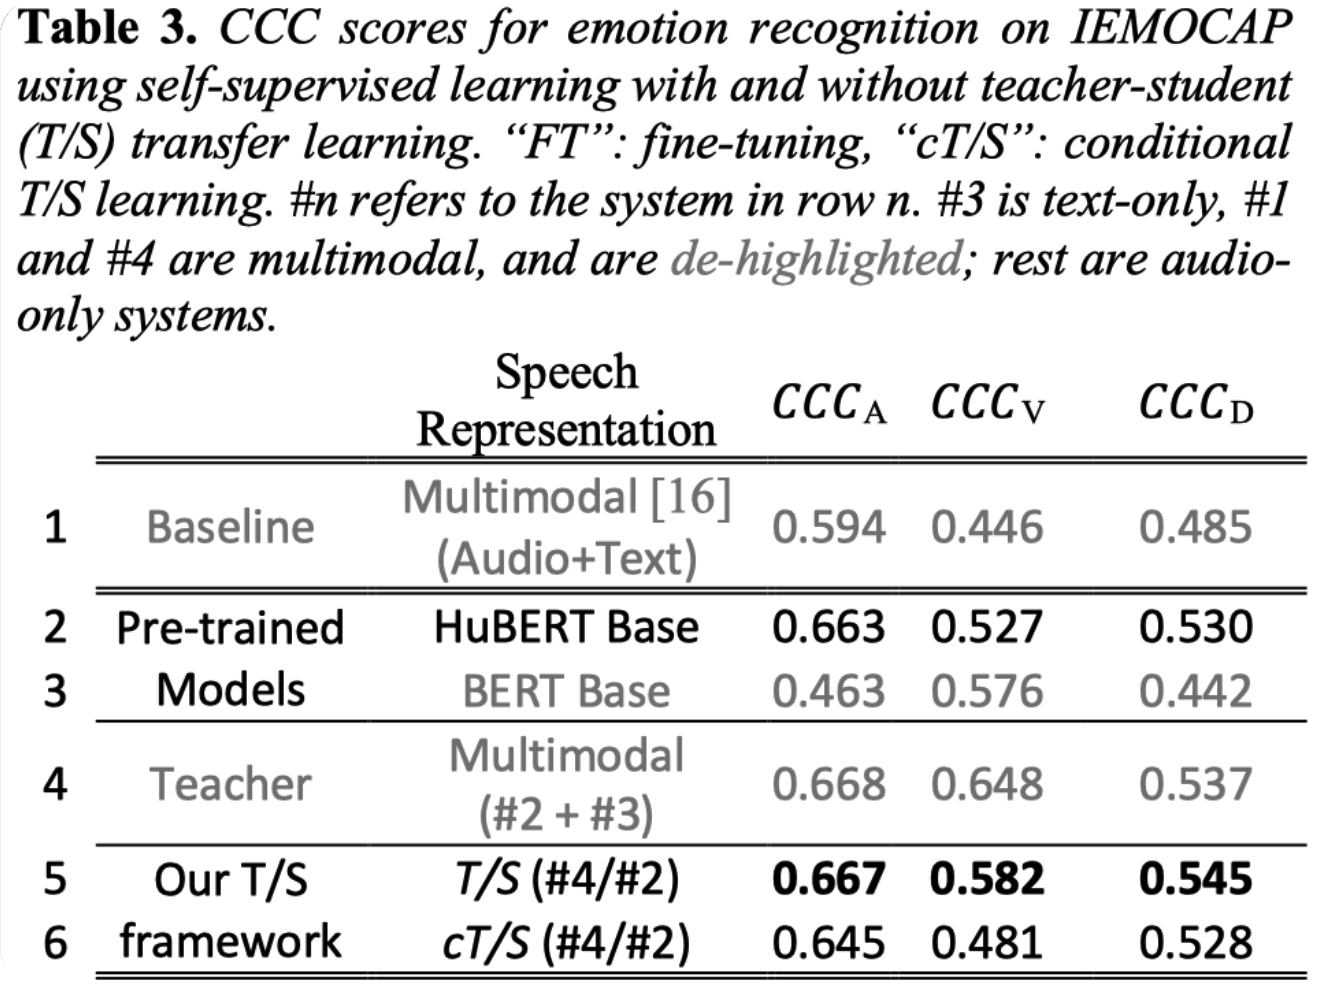 Table 3. CCC scores for emotion recognition on IEMOCAP
using self-supervised learning with and without teacher-student
(T/S) transfer learning. “FT”: fine-tuning, “cT/S”: conditional
T/S learning. #n refers to the system in row n. #3 is text-only, #1
and #4 are multimodal, and are de-highlighted; rest are audio-
only systems.
Speech
Representation CCC_A CCC_V CCC_D
1 Baseline Multimodal [16]
(Audio+Text) 0.594 0.446 0.485
2 Pre-trained HuBERT Base 0.663 0.527 0.530
3 Models BERT Base 0.463 0.576 0.442
4 Teacher Multimodal
(#2 + #3) 0.668 0.648 0.537
5 Our T/S T/S (#4/#2) 0.667 0.582 0.545
6 framework cT/S (#4/#2) 0.645 0.481 0.528